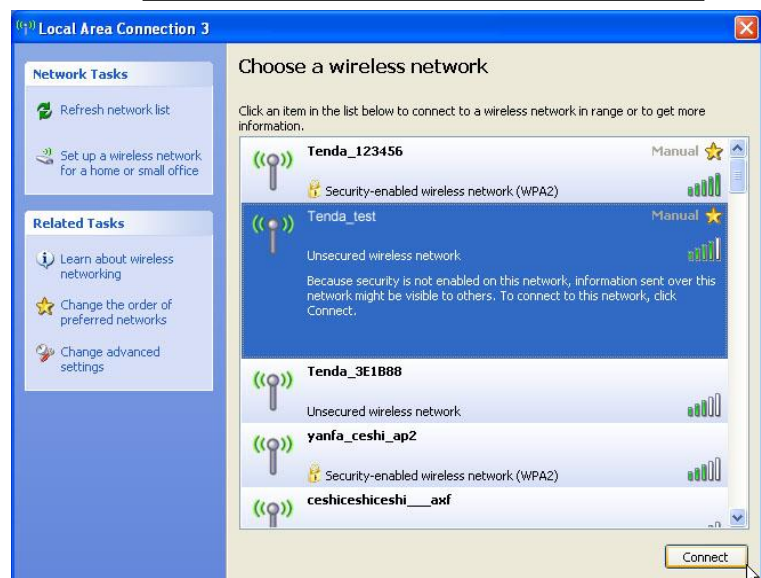 Local Area Connection 3
Network Tasks
Refresh network list
Set up a wireless network
for a home or small office
Related Tasks
Learn about wireless
networking
Change the order of
preferred networks
Change advanced
settings
Choose a wireless network
Click an item in the list below to connect to a wireless network in range or to get more
information.
Tenda_123456 Manual
Security-enabled wireless network (WPA2)
Tenda_test Manual
Unsecured wireless network
Because security is not enabled on this network, information sent over this
network might be visible to others. To connect to this network, click
Connect.
Tenda_3E1B88
Unsecured wireless network
yanfa_ceshi_ap2
Security-enabled wireless network (WPA2)
ceshiceshiceshi___axf
Connect